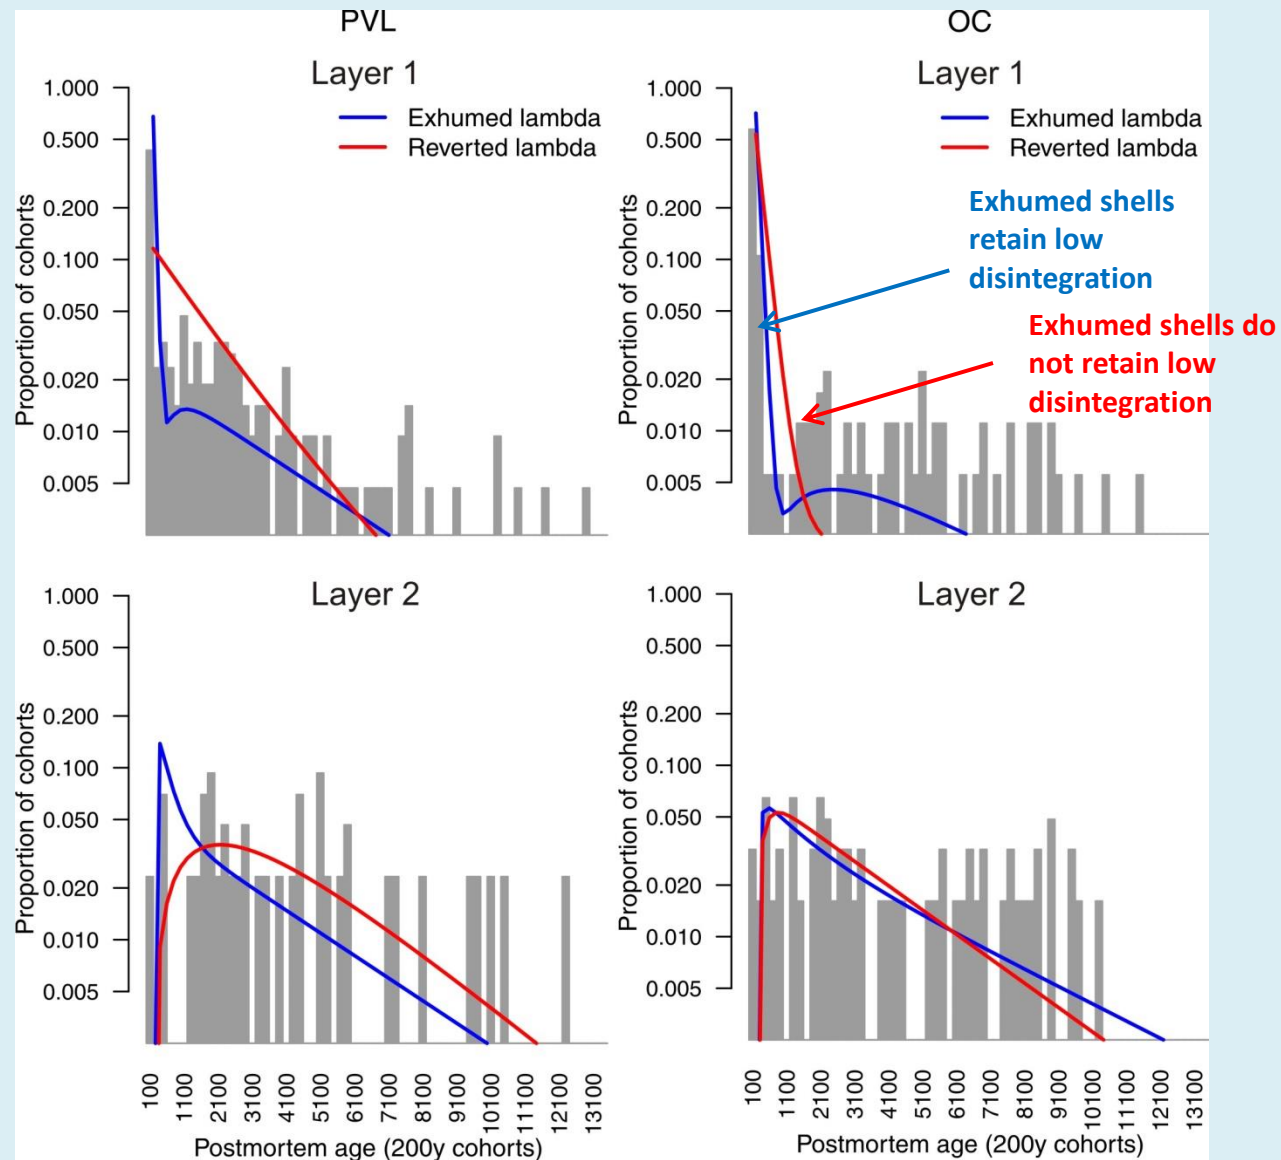 PVL
OC
Layer 1
Exhumed lambda
Reverted lambda
Proportion of cohorts
1.000
0.500
0.200
0.100
0.050
0.020
0.010
0.005
Layer 1
Exhumed lambda
Reverted lambda
Exhumed shells
retain low
disintegration
Exhumed shells do
not retain low
disintegration
Proportion of cohorts
1.000
0.500
0.200
0.100
0.050
0.020
0.010
0.005
Layer 2
Proportion of cohorts
1.000
0.500
0.200
0.100
0.050
0.020
0.010
0.005
100
1100
2100
3100
4100
5100
6100
7100
8100
9100
10100
11100
12100
13100
Postmortem age (200y cohorts)
Layer 2
Proportion of cohorts
1.000
0.500
0.200
0.100
0.050
0.020
0.010
0.005
100
1100
2100
3100
4100
5100
6100
7100
8100
9100
10100
11100
12100
13100
Postmortem age (200y cohorts)